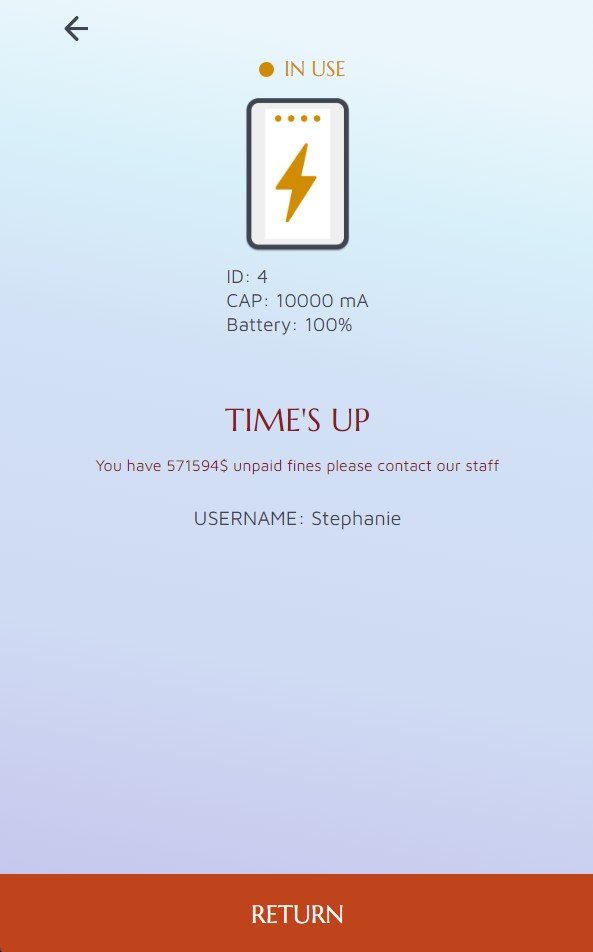 IN USE
ID: 4
CAP: 10000 mA
Battery: 100%
TIME'S UP
You have 571594$ unpaid fines please contact our staff
USERNAME: Stephanie
RETURN